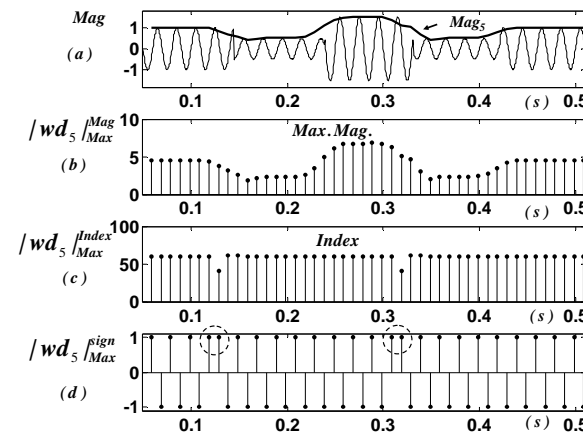 Mag
Mag5
1
0
-1
(a)
0.1 0.2 0.3 0.4 0.5
(s)
|wd5|Mag Max
Max.Mag.
10
5
0
(b)
0.1 0.2 0.3 0.4 0.5
(s)
|wd5|Index Max
Index
100
50
0
(c)
0.1 0.2 0.3 0.4 0.5
(s)
|wd5|sign Max
1
0
-1
(d)
0.1 0.2 0.3 0.4 0.5
(s)